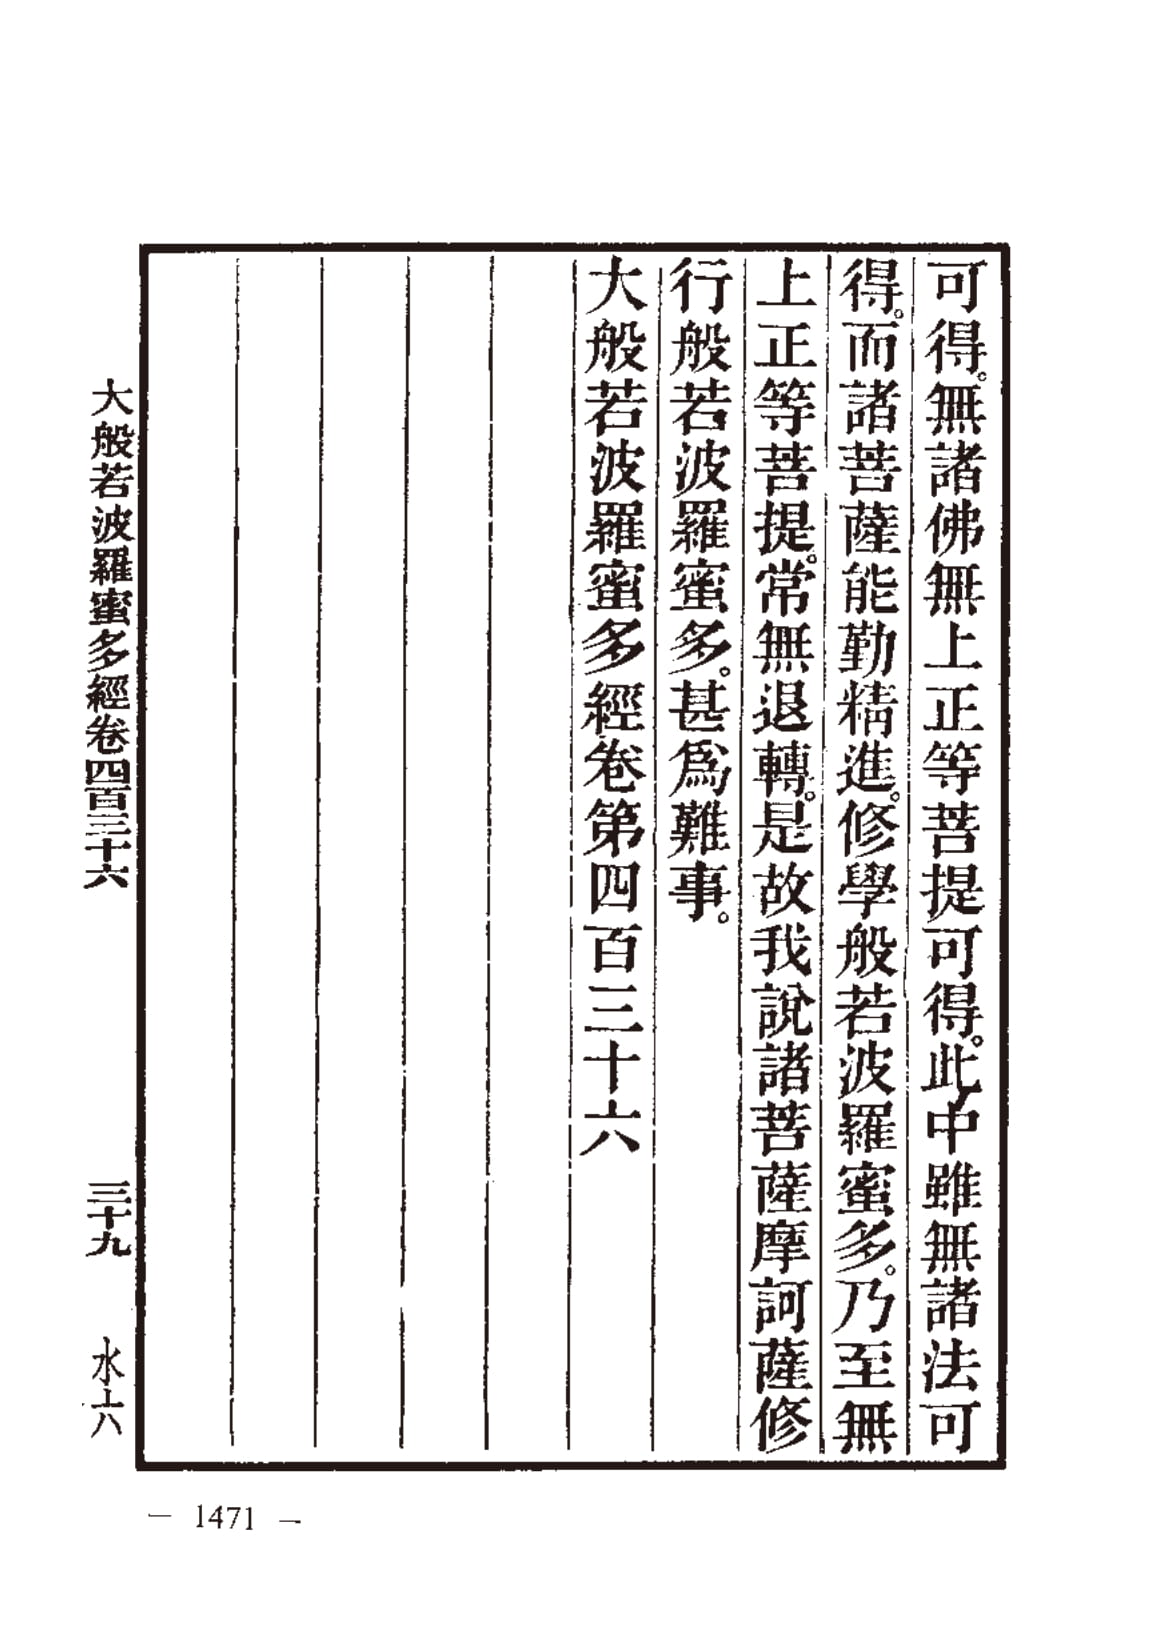 可得。無諸佛無上正等菩提可得。此中雖無諸法可
得。而諸菩薩能勤精進。修學般若波羅蜜多。乃至無
上正等菩提。常無退轉。是故我說諸菩薩摩訶薩修
行般若波羅蜜多。甚爲難事。
大般若波羅蜜多經卷第四百三十六
大般若波羅蜜多經卷四百三十六 三十九 水六
— 1471 —